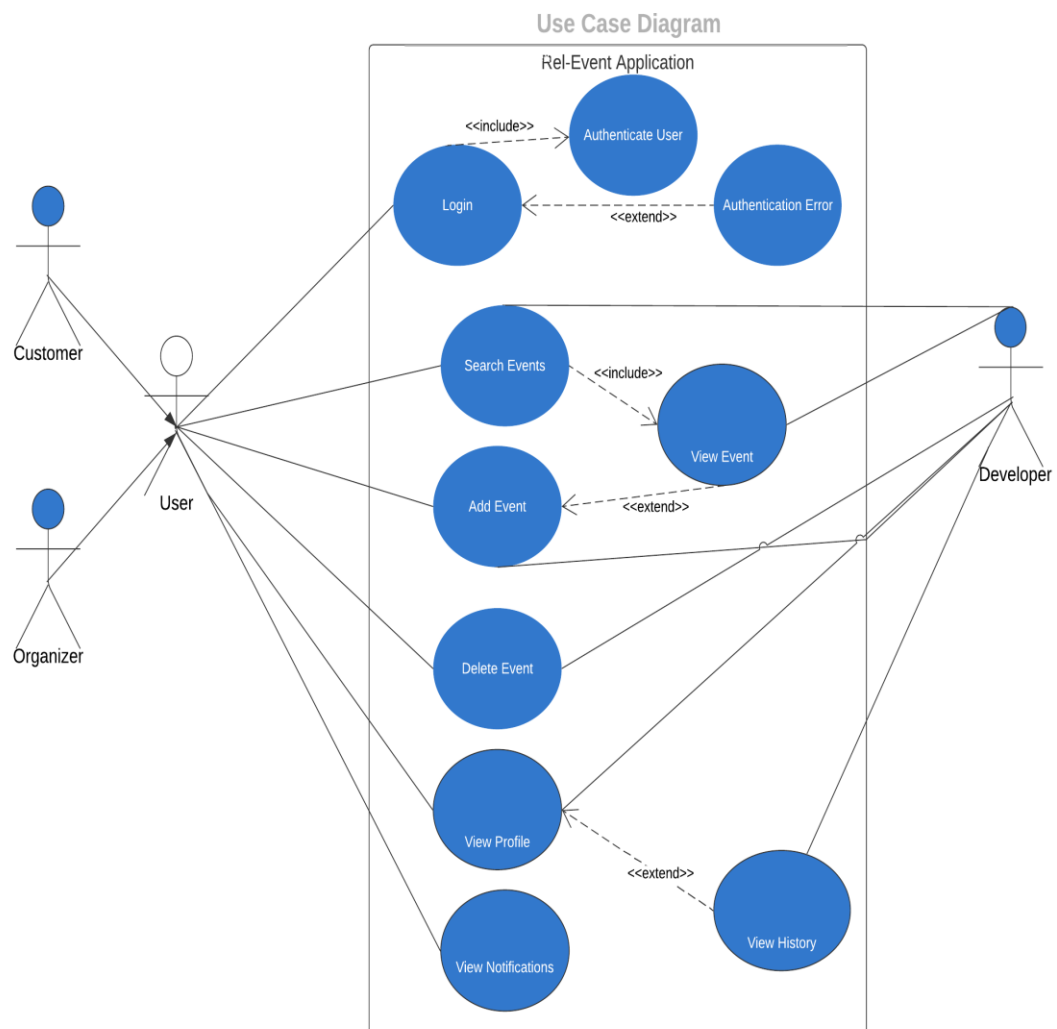 Use Case Diagram
Rel-Event Application
<<include>>
Authenticate User
Login
Authentication Error
<<extend>>
Customer
Search Events
<<include>>
View Event
Developer
User
Add Event
<<extend>>
Organizer
Delete Event
View Profile
<<extend>>
View History
View Notifications